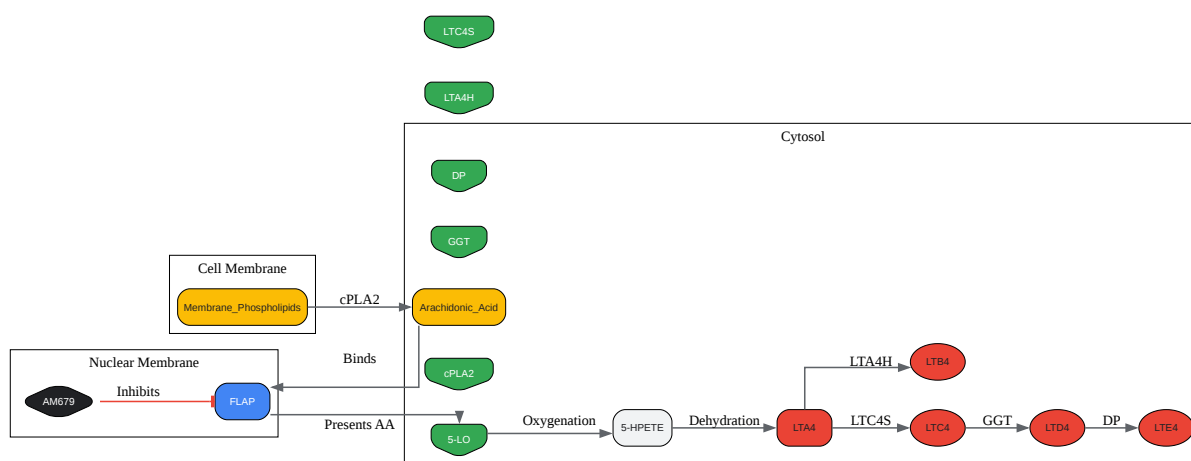 LTC4S
LTA4H
Cytosol
DP
GGT
Cell Membrane
Membrane_Phospholipids
cPLA2
Arachidonic_Acid
Nuclear Membrane
AM679
Inhibits
FLAP
Binds
cPLA2
Presents AA
5-LO
Oxygenation
5-HPETE
Dehydration
LTA4
LTA4H
LTB4
LTC4S
LTC4
GGT
LTD4
DP
LTE4